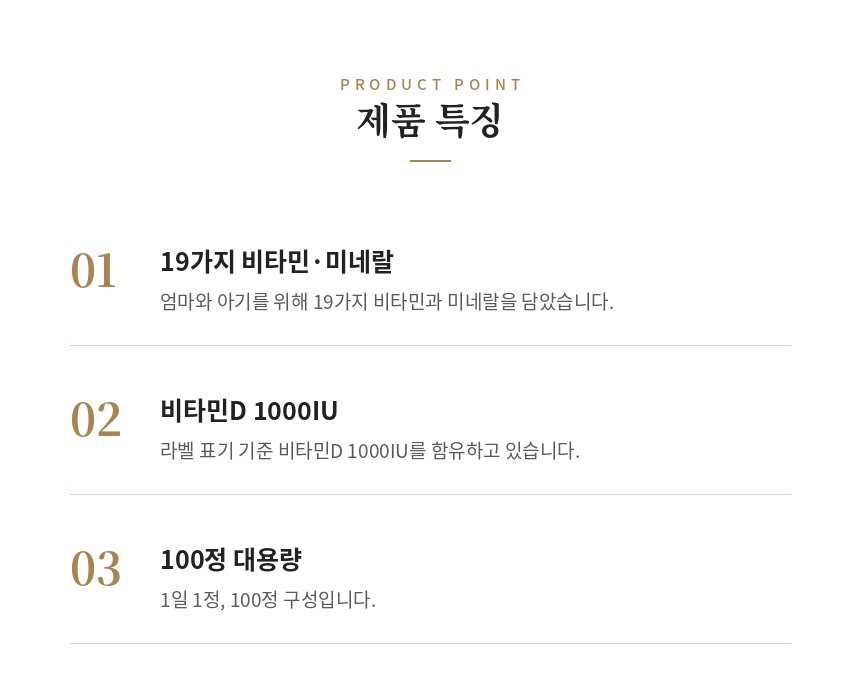 PRODUCT POINT
제품 특징
01
19가지 비타민·미네랄
엄마와 아기를 위해 19가지 비타민과 미네랄을 담았습니다.
02
비타민D 1000IU
라벨 표기 기준 비타민D 1000IU를 함유하고 있습니다.
03
100정 대용량
1일 1정, 100정 구성입니다.